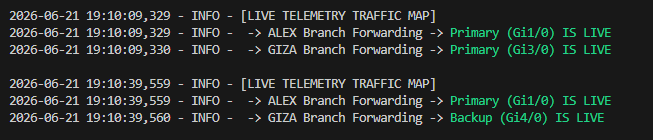 2026-06-21 19:10:09,329 - INFO - [LIVE TELEMETRY TRAFFIC MAP]
2026-06-21 19:10:09,329 - INFO -  -> ALEX Branch Forwarding -> Primary (Gi1/0) IS LIVE
2026-06-21 19:10:09,330 - INFO -  -> GIZA Branch Forwarding -> Primary (Gi3/0) IS LIVE
2026-06-21 19:10:39,559 - INFO - [LIVE TELEMETRY TRAFFIC MAP]
2026-06-21 19:10:39,559 - INFO -  -> ALEX Branch Forwarding -> Primary (Gi1/0) IS LIVE
2026-06-21 19:10:39,560 - INFO -  -> GIZA Branch Forwarding -> Backup (Gi4/0) IS LIVE